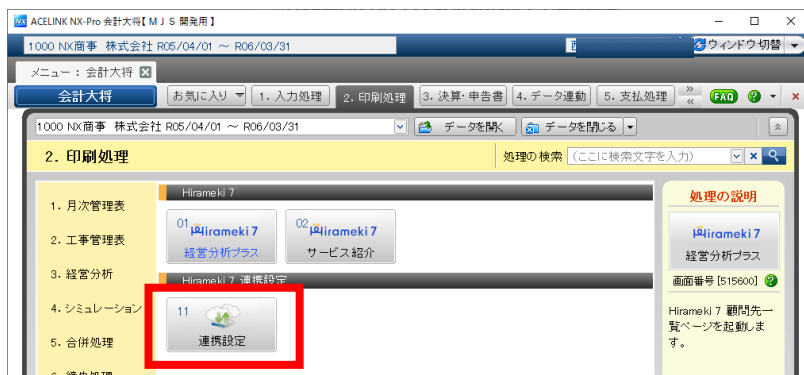 ACELINK NX-Pro 会計大将【ＭＪＳ 開発用】
1000 NX商事 株式会社 R05/04/01 ～ R06/03/31
ウィンドウ切替
メニュー : 会計大将
会計大将 お気に入り 1. 入力処理 2. 印刷処理 3. 決算･申告書 4. データ連動 5. 支払処理 FAQ
1000 NX商事 株式会社 R05/04/01 ～ R06/03/31 データを開く データを閉じる
2. 印刷処理 処理の検索 (ここに検索文字を入力)
1. 月次管理表
2. 工事管理表
3. 経営分析
4. シミュレーション
5. 合併処理
Hirameki 7
01 Hirameki 7 経営分析プラス
02 Hirameki 7 サービス紹介
Hirameki 7 連携設定
11 連携設定
処理の説明
Hirameki 7
経営分析プラス
画面番号 [515600]
Hirameki 7 顧問先一
覧ページを起動しま
す。